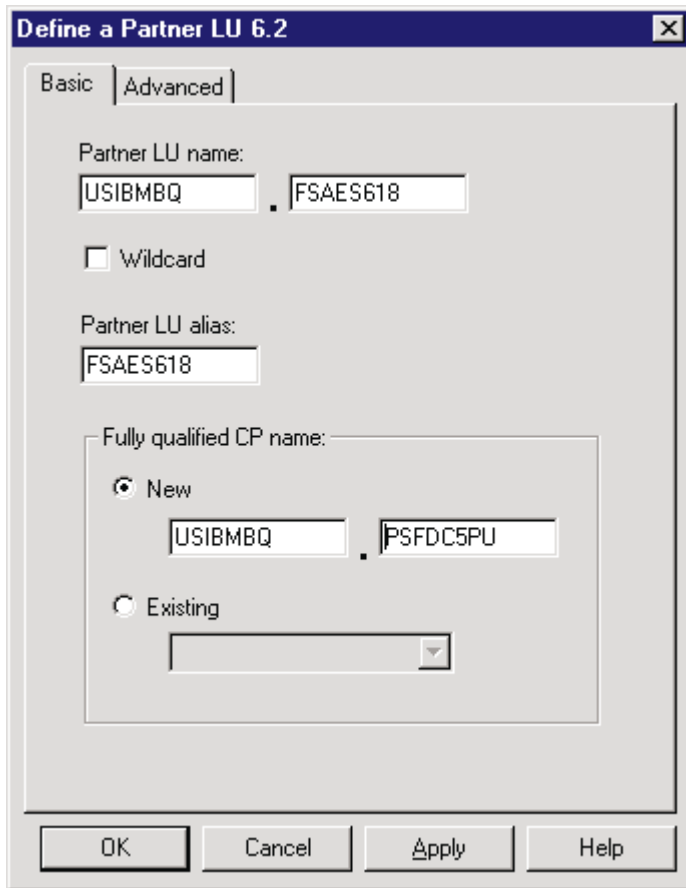 Define a Partner LU 6.2
Basic Advanced
Partner LU name:
USIBMBQ . FSAES618
Wildcard
Partner LU alias:
FSAES618
Fully qualified CP name:
New
USIBMBQ . PSFDC5PU
Existing
OK Cancel Apply Help